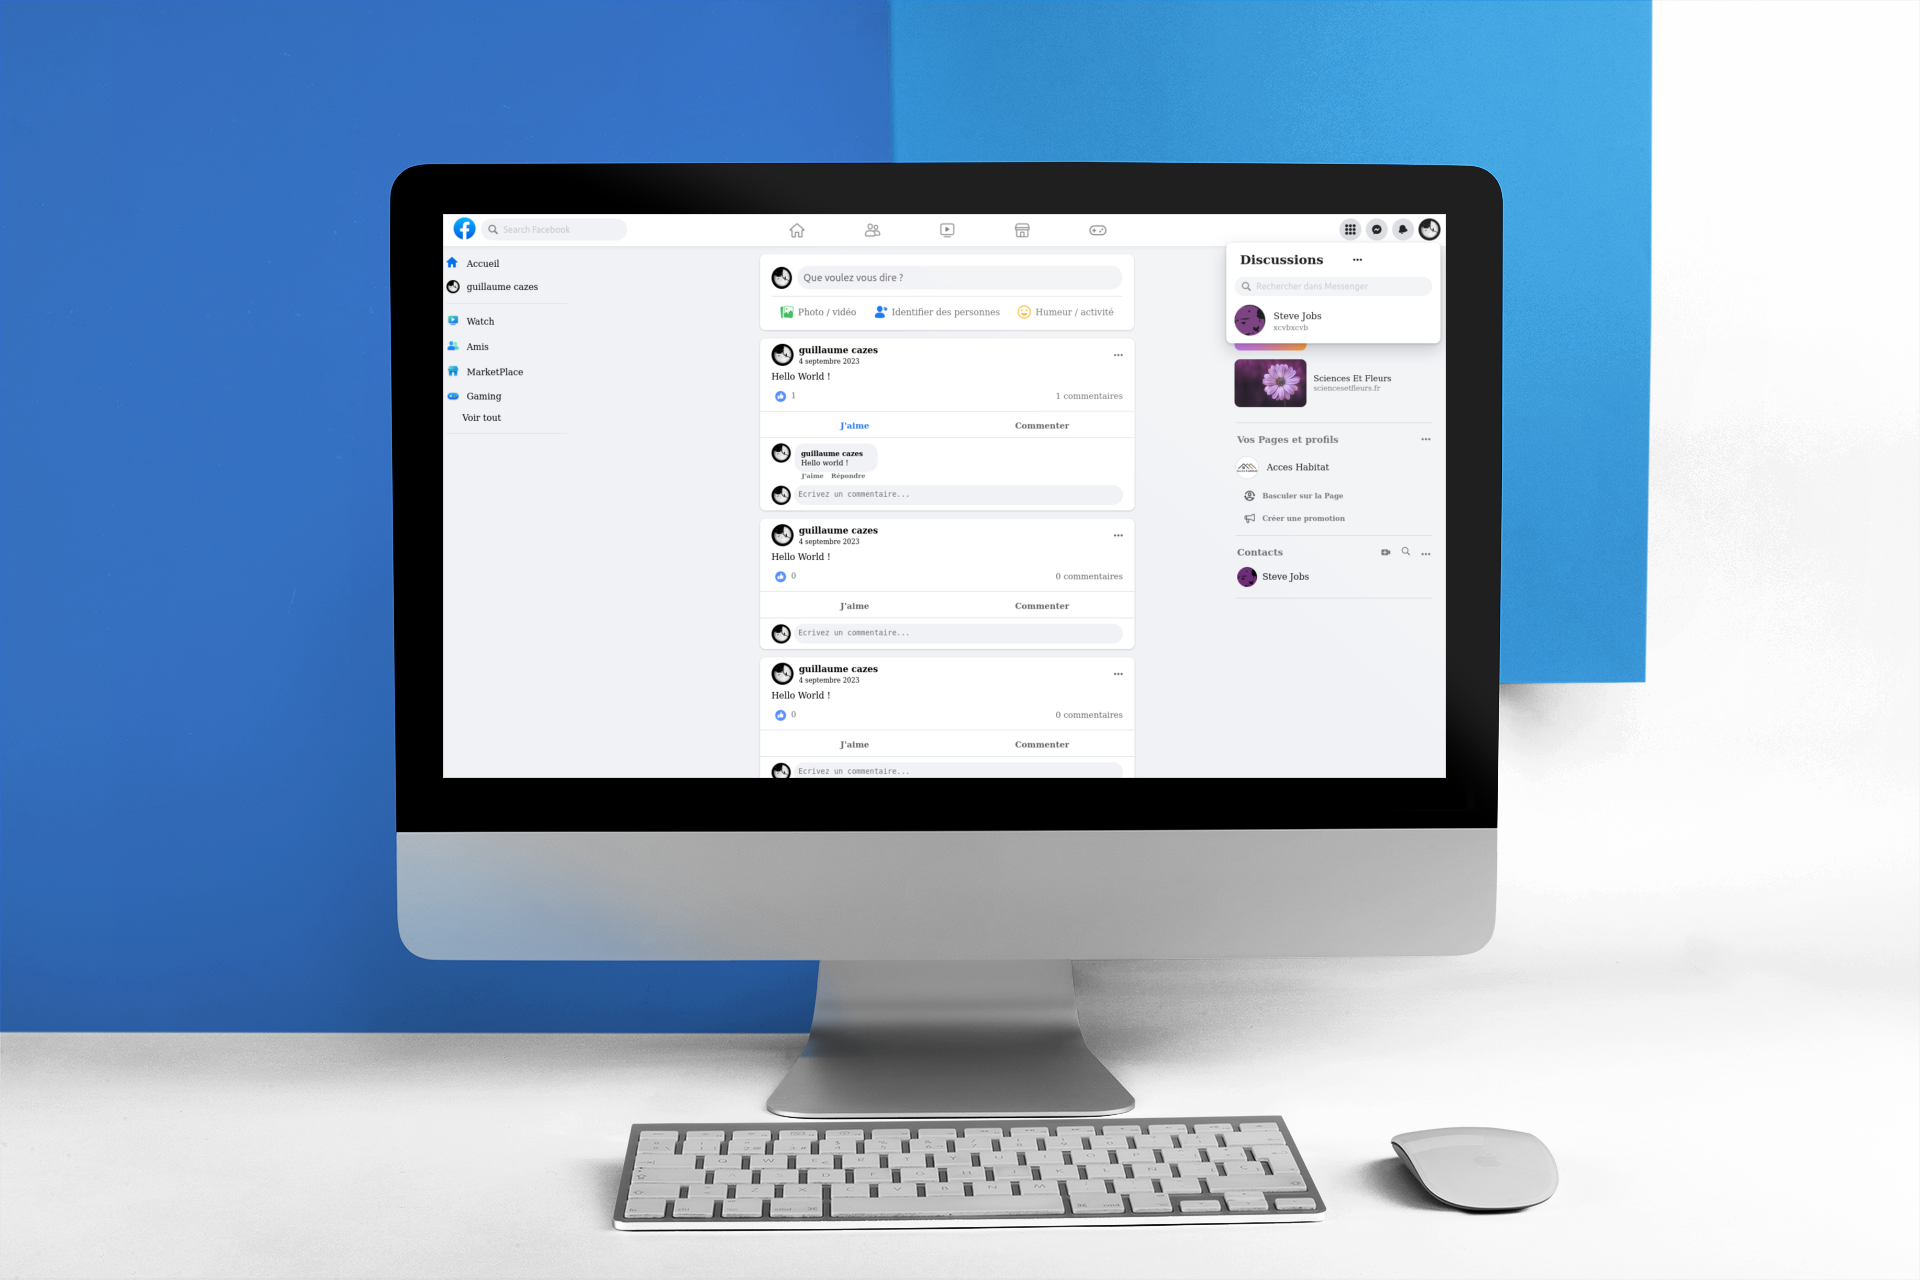 Search Facebook
Accueil
guillaume cazes
Watch
Amis
MarketPlace
Gaming
Voir tout
Que voulez vous dire ?
Photo / vidéo
Identifier des personnes
Humeur / activité
guillaume cazes
4 septembre 2023
Hello World !
1
1 commentaires
J'aime
Commenter
guillaume cazes
Hello world !
J'aime Répondre
Ecrivez un commentaire...
guillaume cazes
4 septembre 2023
Hello World !
0
0 commentaires
J'aime
Commenter
Ecrivez un commentaire...
guillaume cazes
4 septembre 2023
Hello World !
0
0 commentaires
J'aime
Commenter
Ecrivez un commentaire...
Discussions
Rechercher dans Messenger
Steve Jobs
xcvbxcvb
Sciences Et Fleurs
sciencesetfleurs.fr
Vos Pages et profils
Acces Habitat
Basculer sur la Page
Créer une promotion
Contacts
Steve Jobs